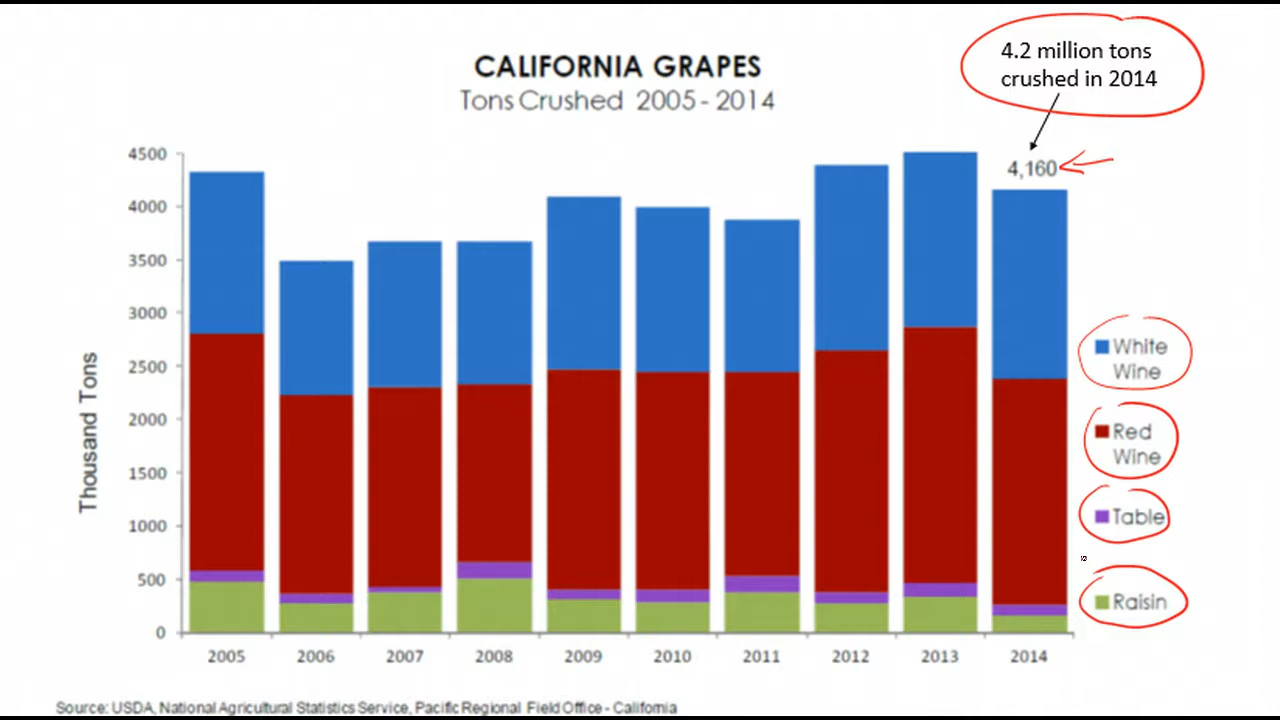 4.2 million tons
crushed in 2014
CALIFORNIA GRAPES
Tons Crushed 2005 - 2014
4500
4,160
4000
3500
3000
2500
2000
1500
1000
500
0
Thousand Tons
White
Wine
Red
Wine
Table
Raisin
2005 2006 2007 2008 2009 2010 2011 2012 2013 2014
Source: USDA, National Agricultural Statistics Service, Pacific Regional Field Office - California